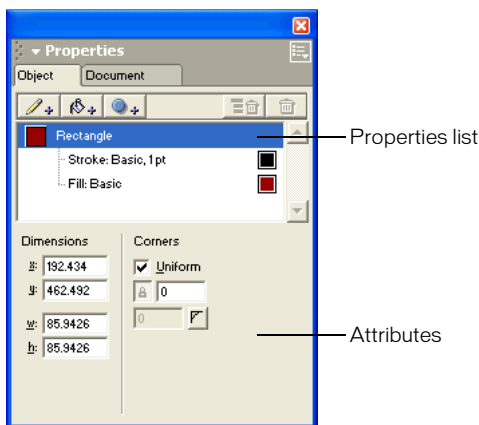 Properties
Object Document
Rectangle
Properties list
Stroke: Basic, 1 pt
Fill: Basic
Dimensions Corners
x: 192.434 Uniform
y: 462.492 0
w: 85.9426 0
Attributes
h: 85.9426